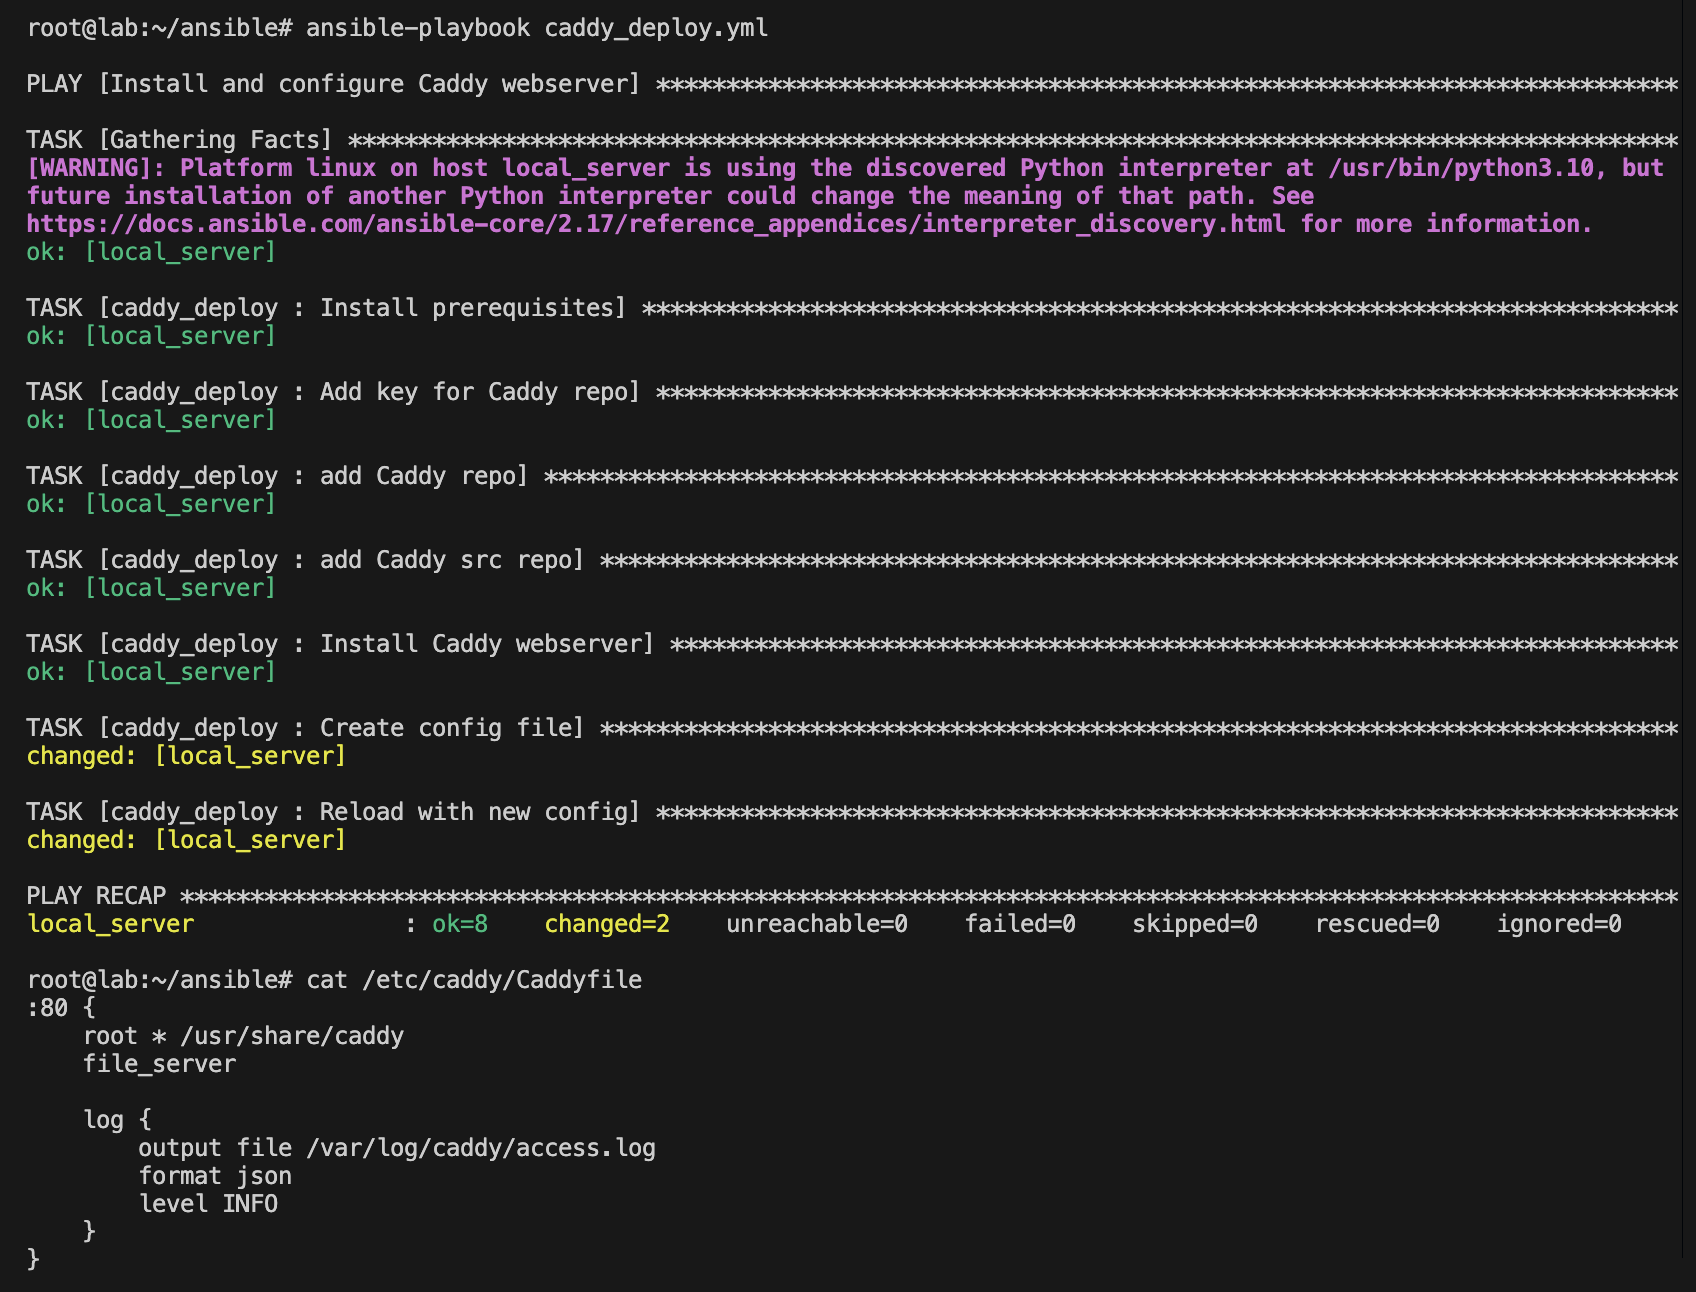 root@lab:~/ansible# ansible-playbook caddy_deploy.yml
PLAY [Install and configure Caddy webserver] *************************************************************************
TASK [Gathering Facts] ***********************************************************************************************
[WARNING]: Platform linux on host local_server is using the discovered Python interpreter at /usr/bin/python3.10, but
future installation of another Python interpreter could change the meaning of that path. See
https://docs.ansible.com/ansible-core/2.17/reference_appendices/interpreter_discovery.html for more information.
ok: [local_server]
TASK [caddy_deploy : Install prerequisites] **************************************************************************
ok: [local_server]
TASK [caddy_deploy : Add key for Caddy repo] *************************************************************************
ok: [local_server]
TASK [caddy_deploy : add Caddy repo] *********************************************************************************
ok: [local_server]
TASK [caddy_deploy : add Caddy src repo] *****************************************************************************
ok: [local_server]
TASK [caddy_deploy : Install Caddy webserver] ************************************************************************
ok: [local_server]
TASK [caddy_deploy : Create config file] *****************************************************************************
changed: [local_server]
TASK [caddy_deploy : Reload with new config] *************************************************************************
changed: [local_server]
PLAY RECAP ***********************************************************************************************************
local_server               : ok=8    changed=2    unreachable=0    failed=0    skipped=0    rescued=0    ignored=0
root@lab:~/ansible# cat /etc/caddy/Caddyfile
:80 {
    root * /usr/share/caddy
    file_server
    log {
        output file /var/log/caddy/access.log
        format json
        level INFO
    }
}